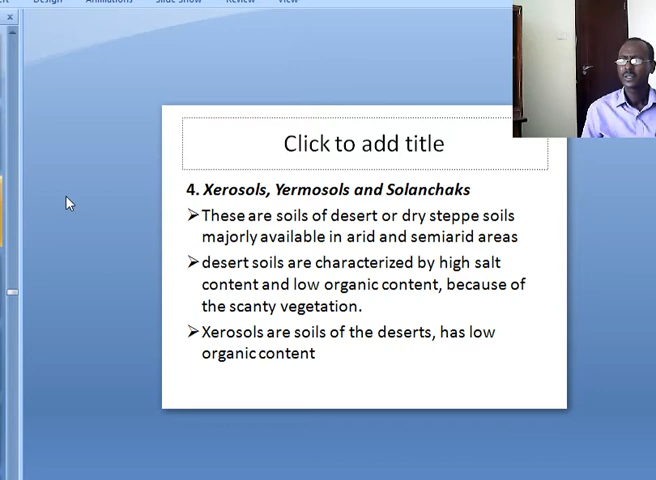 Design Animations Slide Show Review View
Click to add title
4. Xerosols, Yermosols and Solanchaks
➢These are soils of desert or dry steppe soils
majorly available in arid and semiarid areas
➢desert soils are characterized by high salt
content and low organic content, because of
the scanty vegetation.
➢Xerosols are soils of the deserts, has low
organic content